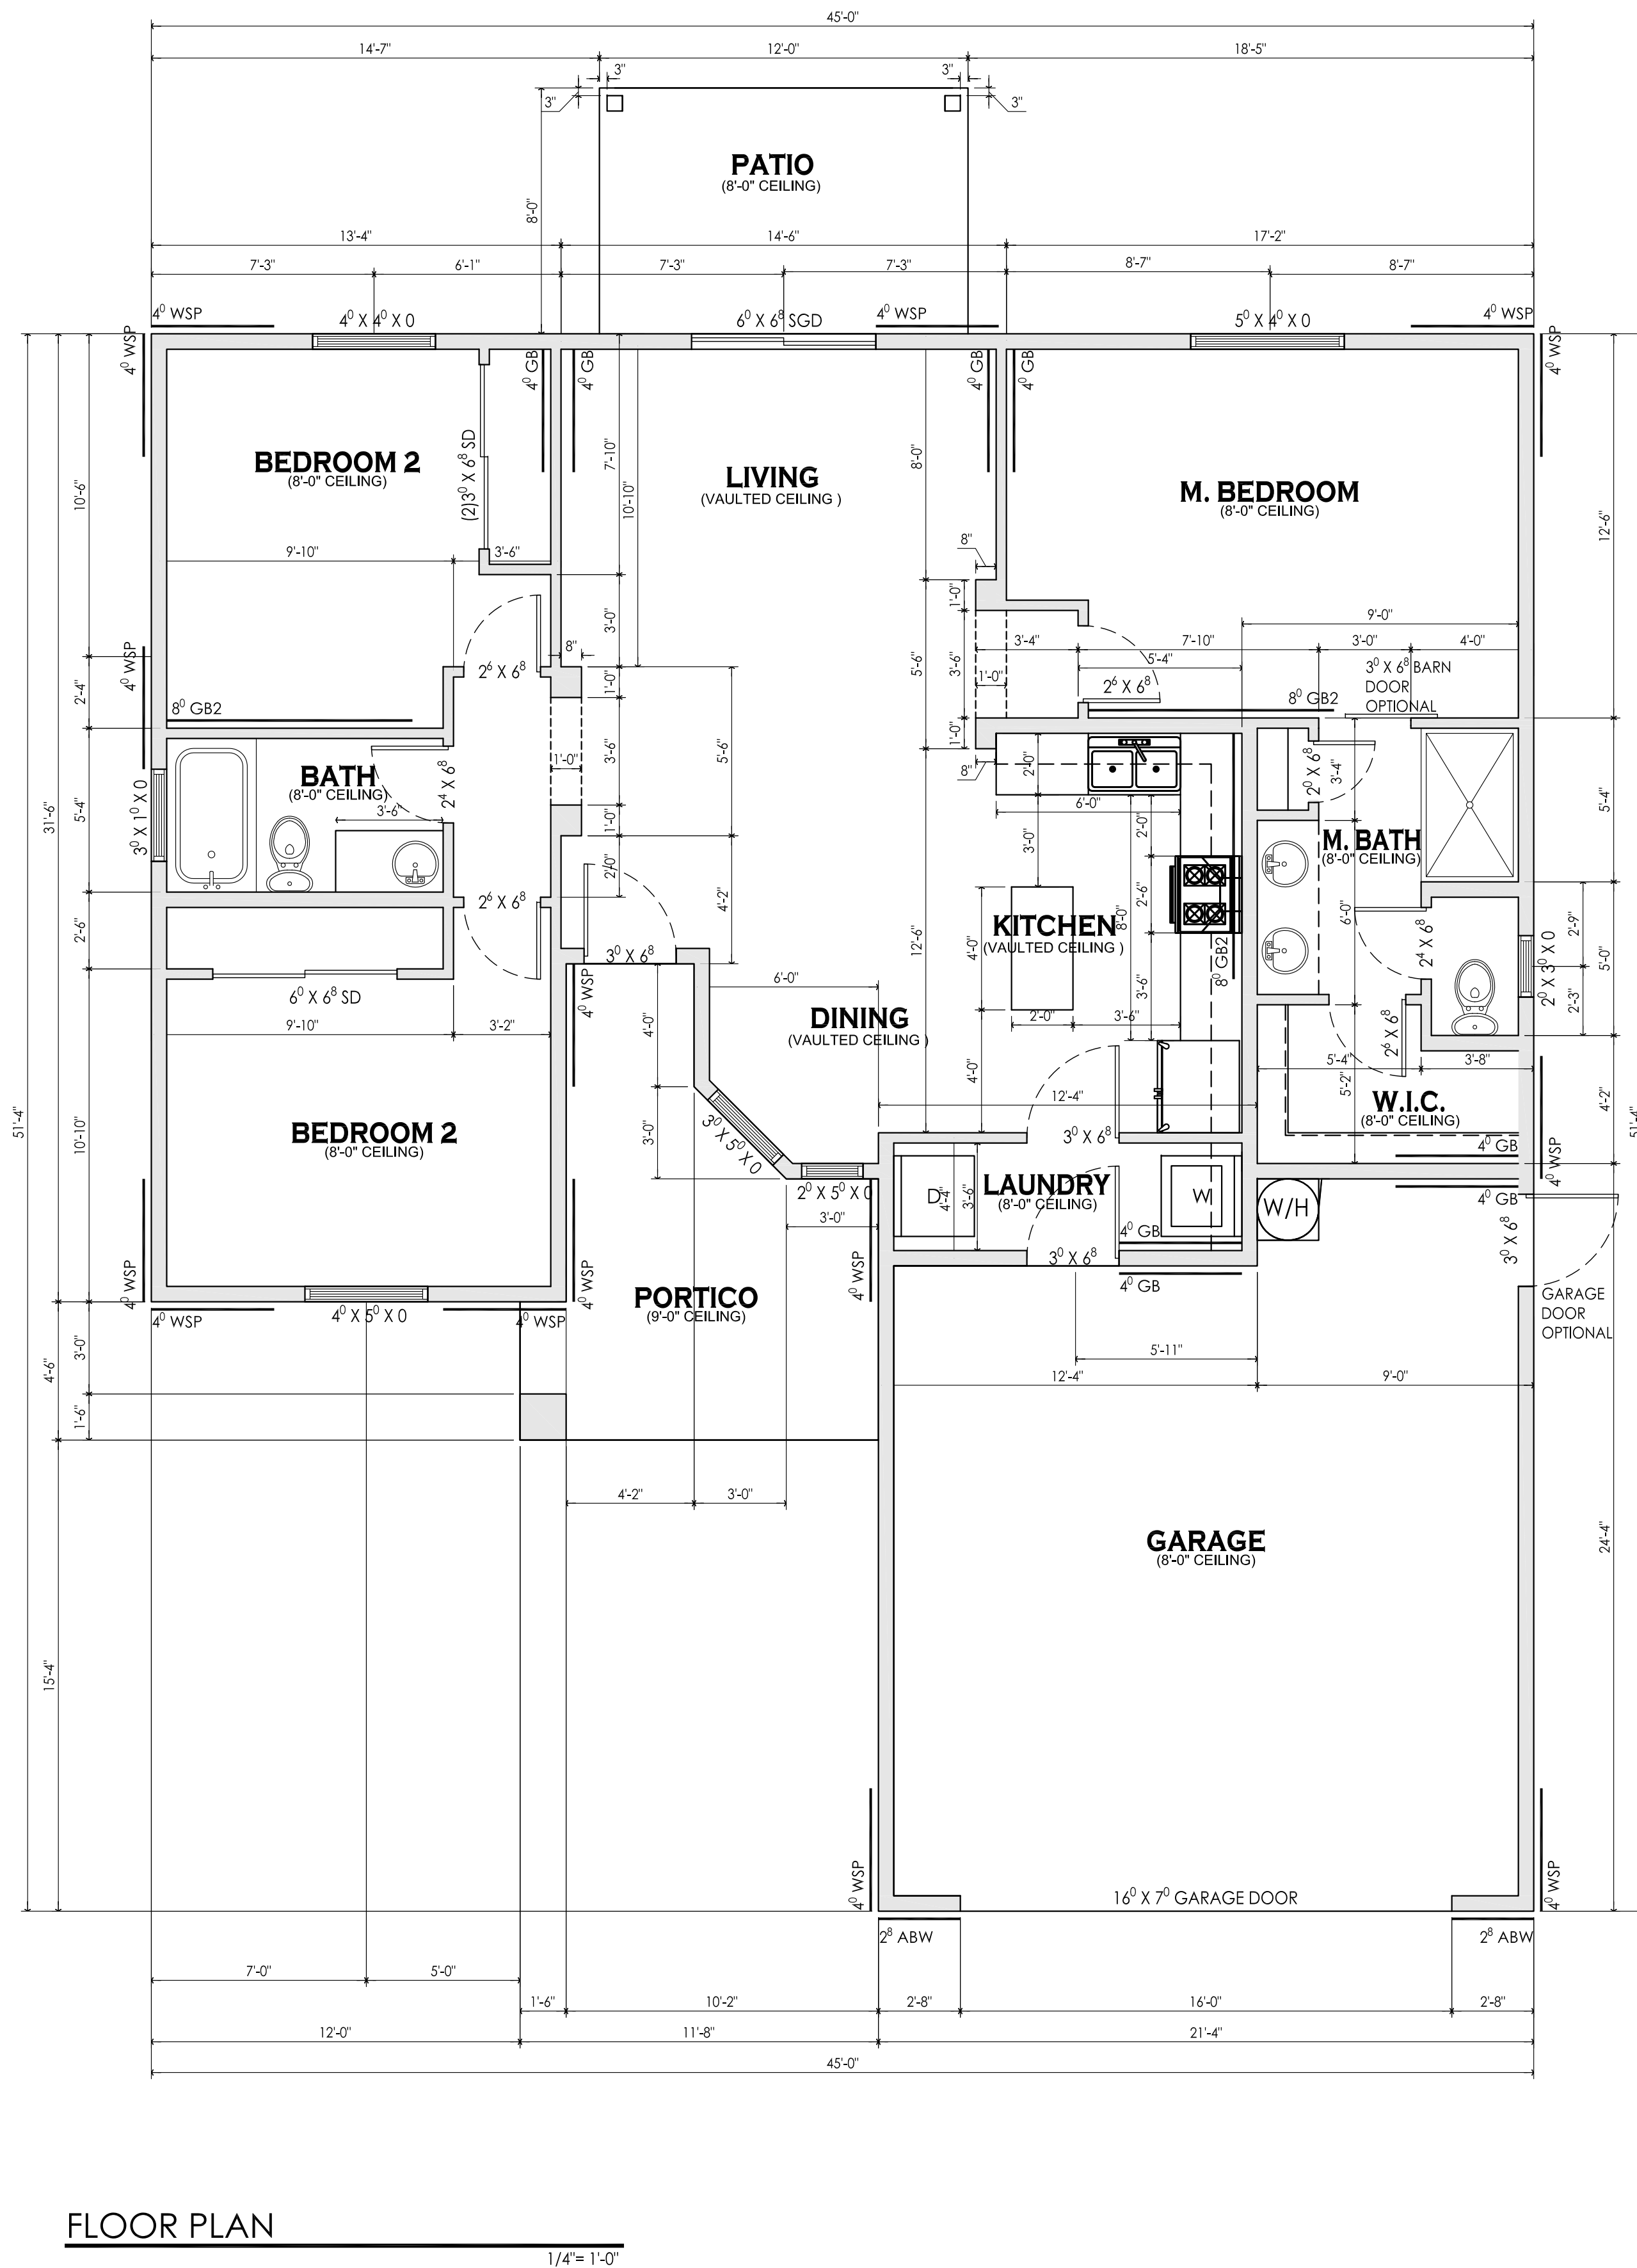 45'-0"
14'-7" 12'-0" 18'-5"
3" 3"
3" 3"
PATIO
(8'-0" CEILING)
8'-0"
13'-4" 14'-6" 17'-2"
7'-3" 6'-1" 7'-3" 7'-3" 8'-7" 8'-7"
4⁰ WSP 4⁰ X 4⁰ X 0 6⁰ X 6⁸ SGD 4⁰ WSP 5⁰ X 4⁰ X 0 4⁰ WSP
4⁰ WSP 4⁰ GB 4⁰ GB 4⁰ GB 4⁰ GB 4⁰ WSP
BEDROOM 2
(8'-0" CEILING)
(2)3⁰ X 6⁸ SD
LIVING
(VAULTED CEILING )
M. BEDROOM
(8'-0" CEILING)
10'-6" 7'-10" 10'-10" 8'-0" 12'-6"
9'-10" 3'-6"
8"
1'-0"
3'-0" 8" 5'-6" 3'-6"
9'-0"
3'-4" 7'-10" 3'-0" 4'-0"
5'-4"
1'-0"
2⁶ X 6⁸
2⁶ X 6⁸
3⁰ X 6⁸ BARN
DOOR
OPTIONAL
4⁰ WSP
2'-4"
1'-0"
8⁰ GB2
8⁰ GB2
1'-0"
8"
31'-6"
5'-4"
3⁰ X 1⁰ X 0
BATH
(8'-0" CEILING)
3'-6"
2⁴ X 6⁸
1'-0"
3'-6"
5'-6"
1'-0"
2'-0"
6'-0"
2'-0"
3'-0"
2⁰ X 6⁸
3'-4"
5'-4"
M. BATH
(8'-0" CEILING)
2⁶ X 6⁸
2'-0"
4'-2"
2'-6"
8'-0"
2'-6"
KITCHEN
(VAULTED CEILING )
12'-6"
4'-0"
3'-6"
8⁰ GB2
6'-0"
2⁴ X 6⁸
2⁰ X 3⁰ X 0
2'-9"
5'-0"
2'-3"
3⁰ X 6⁸
4⁰ WSP
6'-0"
6⁰ X 6⁸ SD
9'-10" 3'-2"
DINING
(VAULTED CEILING )
2'-0" 3'-6"
4'-0"
4'-0"
2⁶ X 6⁸
5'-4" 3'-8"
5'-2"
12'-4"
W.I.C.
(8'-0" CEILING)
4'-2"
51'-4"
51'-4"
BEDROOM 2
(8'-0" CEILING)
10'-10"
3'-0"
3⁰ X 5⁰ X 0
3⁰ X 6⁸
4⁰ GB
4⁰ WSP
2⁰ X 5⁰ X 0
3'-0"
D
4'-4"
3'-6"
LAUNDRY
(8'-0" CEILING)
W
W/H
4⁰ GB
4⁰ GB
3⁰ X 6⁸
3⁰ X 6⁸
4⁰ GB
4⁰ WSP
4⁰ WSP
4⁰ WSP
PORTICO
(9'-0" CEILING)
GARAGE
DOOR
OPTIONAL
4⁰ WSP 4⁰ X 5⁰ X 0 4⁰ WSP
3'-0"
4'-6"
1'-6"
5'-11"
12'-4" 9'-0"
4'-2" 3'-0"
GARAGE
(8'-0" CEILING)
24'-4"
15'-4"
4⁰ WSP
4⁰ WSP
16⁰ X 7⁰ GARAGE DOOR
2⁸ ABW 2⁸ ABW
7'-0" 5'-0"
1'-6" 10'-2" 2'-8" 16'-0" 2'-8"
12'-0" 11'-8" 21'-4"
45'-0"
FLOOR PLAN
1/4"= 1'-0"